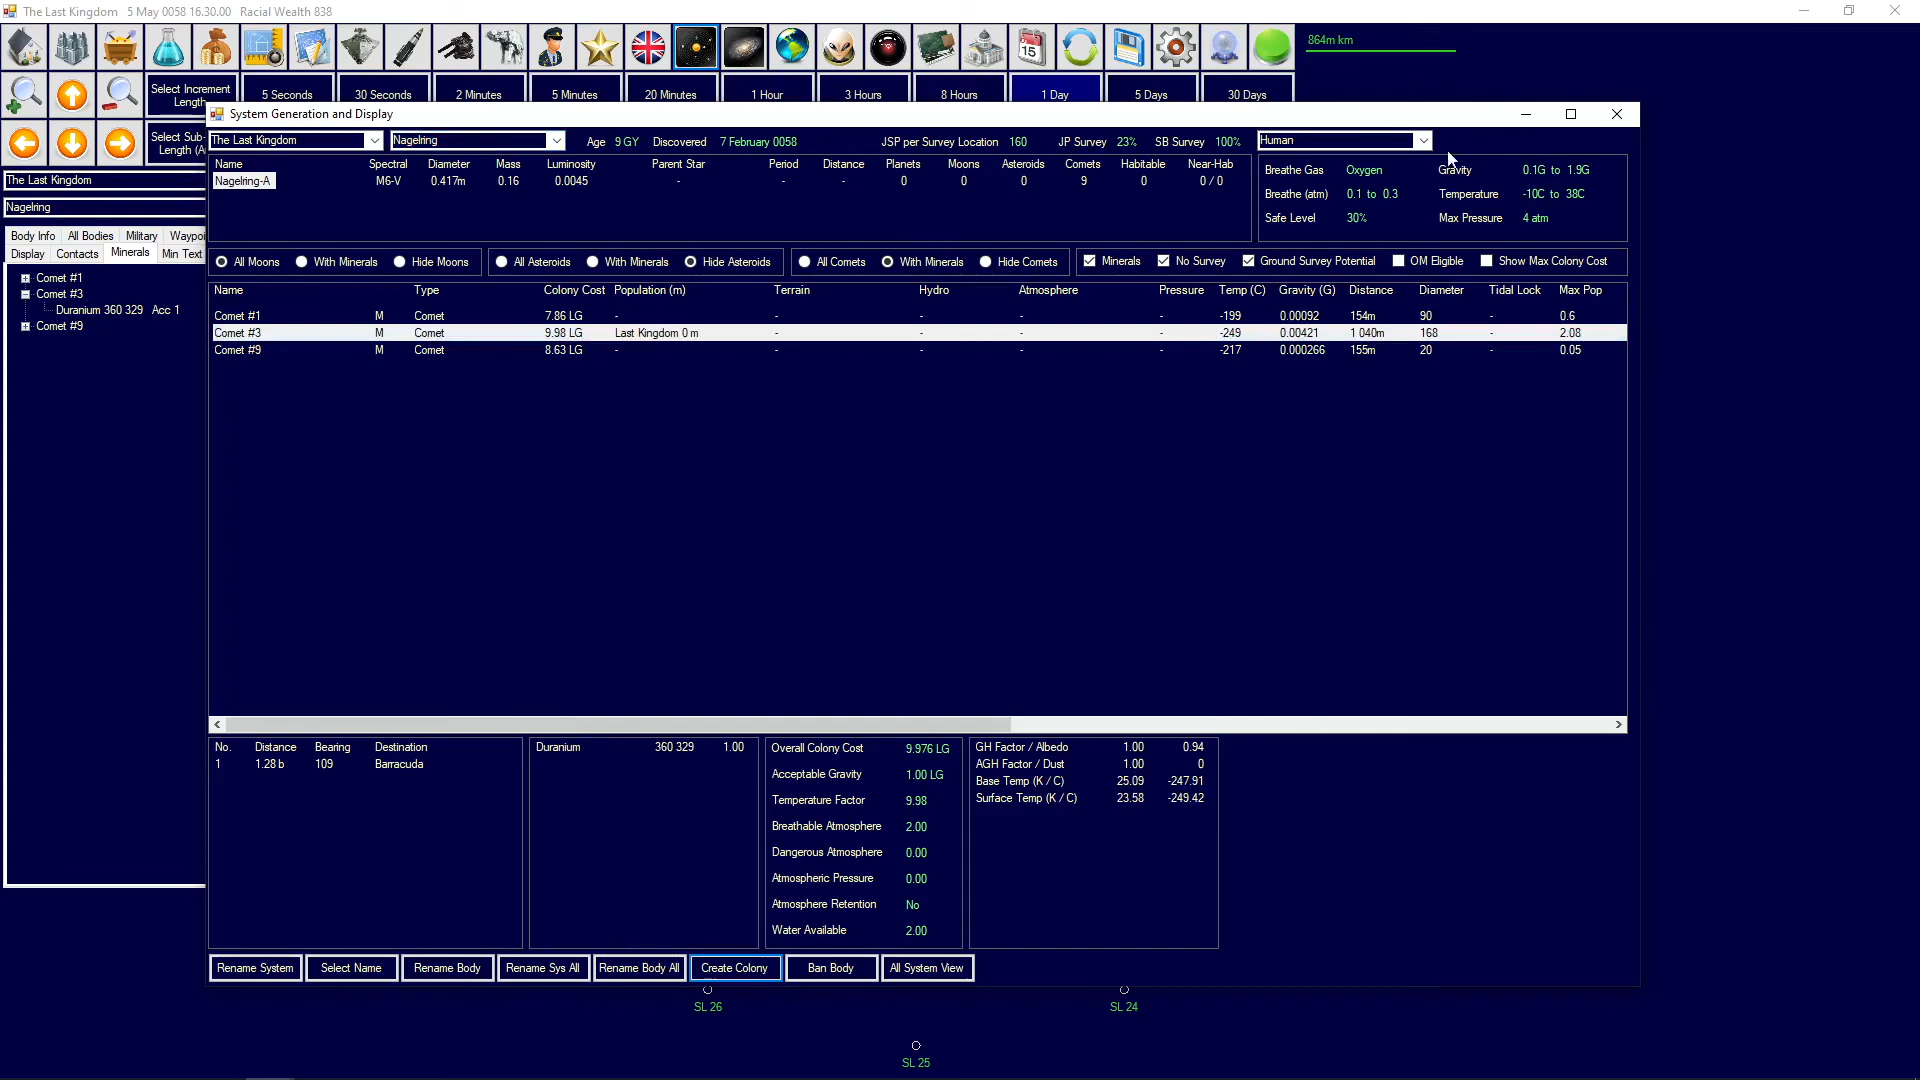 The Last Kingdom   5 May 0058 16.30.00   Racial Wealth 838
864m km
Select Increment Length
5 Seconds
30 Seconds
2 Minutes
5 Minutes
20 Minutes
1 Hour
3 Hours
8 Hours
1 Day
5 Days
30 Days
Select Sub-
Length (A
The Last Kingdom
Nagelring
Body Info All Bodies Military Waypoi
Display Contacts Minerals Min Text
Comet #1
Comet #3
Duranium 360 329 Acc 1
Comet #9
System Generation and Display
The Last Kingdom
Nagelring
Age 9 GY Discovered 7 February 0058
JSP per Survey Location 160 JP Survey 23% SB Survey 100%
Human
Name Spectral Diameter Mass Luminosity Parent Star Period Distance Planets Moons Asteroids Comets Habitable Near-Hab
Nagelring-A M6-V 0.417m 0.16 0.0045 - - - 0 0 0 9 0 0 / 0
Breathe Gas Oxygen Gravity 0.1G to 1.9G
Breathe (atm) 0.1 to 0.3 Temperature -10C to 38C
Safe Level 30% Max Pressure 4 atm
All Moons With Minerals Hide Moons
All Asteroids With Minerals Hide Asteroids
All Comets With Minerals Hide Comets
Minerals No Survey Ground Survey Potential OM Eligible Show Max Colony Cost
Name Type Colony Cost Population (m) Terrain Hydro Atmosphere Pressure Temp (C) Gravity (G) Distance Diameter Tidal Lock Max Pop
Comet #1 M Comet 7.86 LG - - - - - -199 0.00092 154m 90 - 0.6
Comet #3 M Comet 9.98 LG Last Kingdom 0 m - - - - -249 0.00421 1 040m 168 - 2.08
Comet #9 M Comet 8.63 LG - - - - - -217 0.000266 155m 20 - 0.05
No. Distance Bearing Destination
1 1.28 b 109 Barracuda
Duranium 360 329 1.00
Overall Colony Cost 9.976 LG
Acceptable Gravity 1.00 LG
Temperature Factor 9.98
Breathable Atmosphere 2.00
Dangerous Atmosphere 0.00
Atmospheric Pressure 0.00
Atmosphere Retention No
Water Available 2.00
GH Factor / Albedo 1.00 0.94
AGH Factor / Dust 1.00 0
Base Temp (K / C) 25.09 -247.91
Surface Temp (K / C) 23.58 -249.42
Rename System
Select Name
Rename Body
Rename Sys All
Rename Body All
Create Colony
Ban Body
All System View
SL 26
SL 24
SL 25